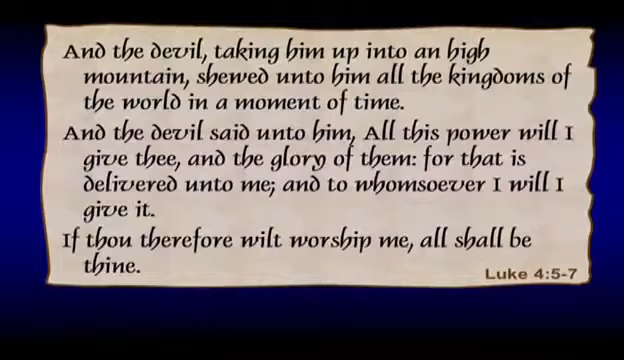 And the devil, taking him up into an high
mountain, shewed unto him all the kingdoms of
the world in a moment of time.
And the devil said unto him, All this power will I
give thee, and the glory of them: for that is
delivered unto me; and to whomsoever I will I
give it.
If thou therefore wilt worship me, all shall be
thine.
Luke 4:5-7